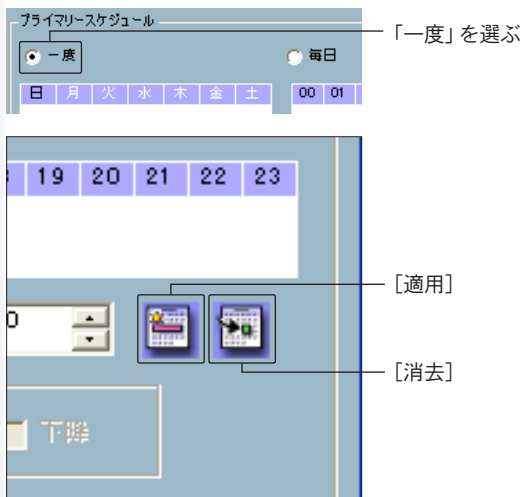 プライマリースケジュール
一度
毎日
「一度」を選ぶ
日 月 火 水 木 金 土 00 01
19 20 21 22 23
0
[適用]
[消去]
下降